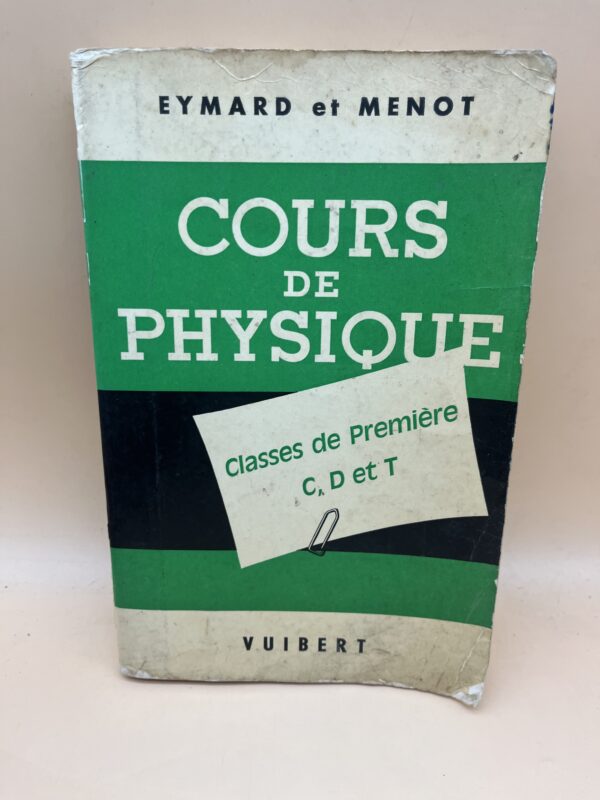 EYMARD et MENOT
COURS
DE
PHYSIQUE
Classes de Première
C, D et T
VUIBERT